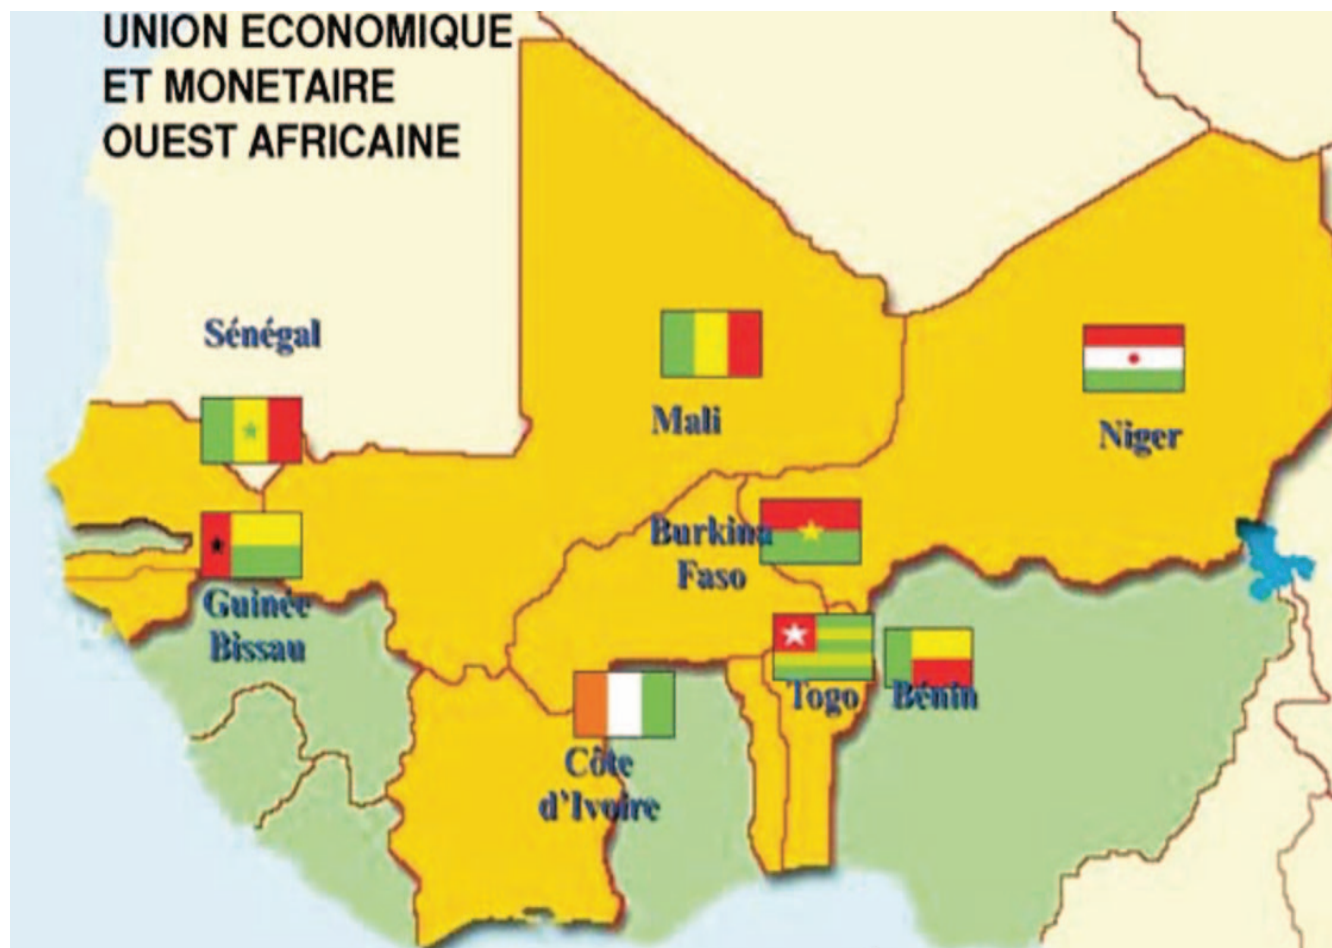 UNION ECONOMIQUE
ET MONETAIRE
OUEST AFRICAINE
Sénégal
Mali
Niger
Burkina
Faso
Guinée
Bissau
Togo
Bénin
Côte
d'Ivoire